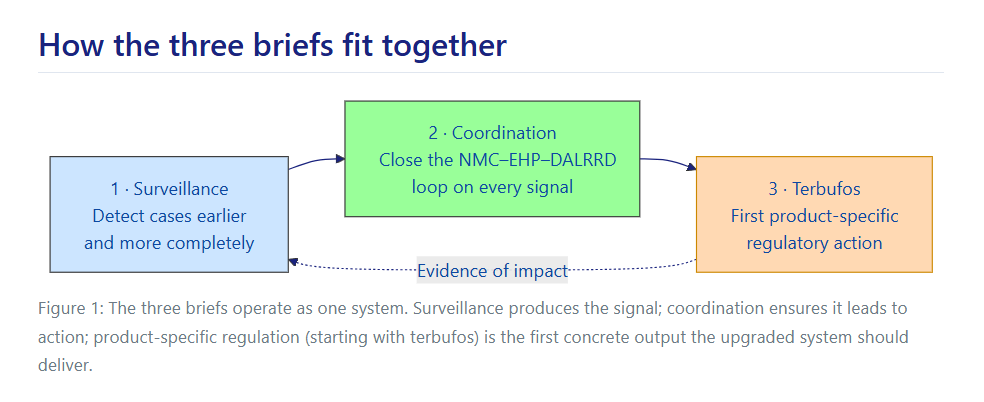 How the three briefs fit together
1 · Surveillance
Detect cases earlier
and more completely
2 · Coordination
Close the NMC–EHP–DALRRD
loop on every signal
3 · Terbufos
First product-specific
regulatory action
Evidence of impact
Figure 1: The three briefs operate as one system. Surveillance produces the signal; coordination ensures it leads to
action; product-specific regulation (starting with terbufos) is the first concrete output the upgraded system should
deliver.